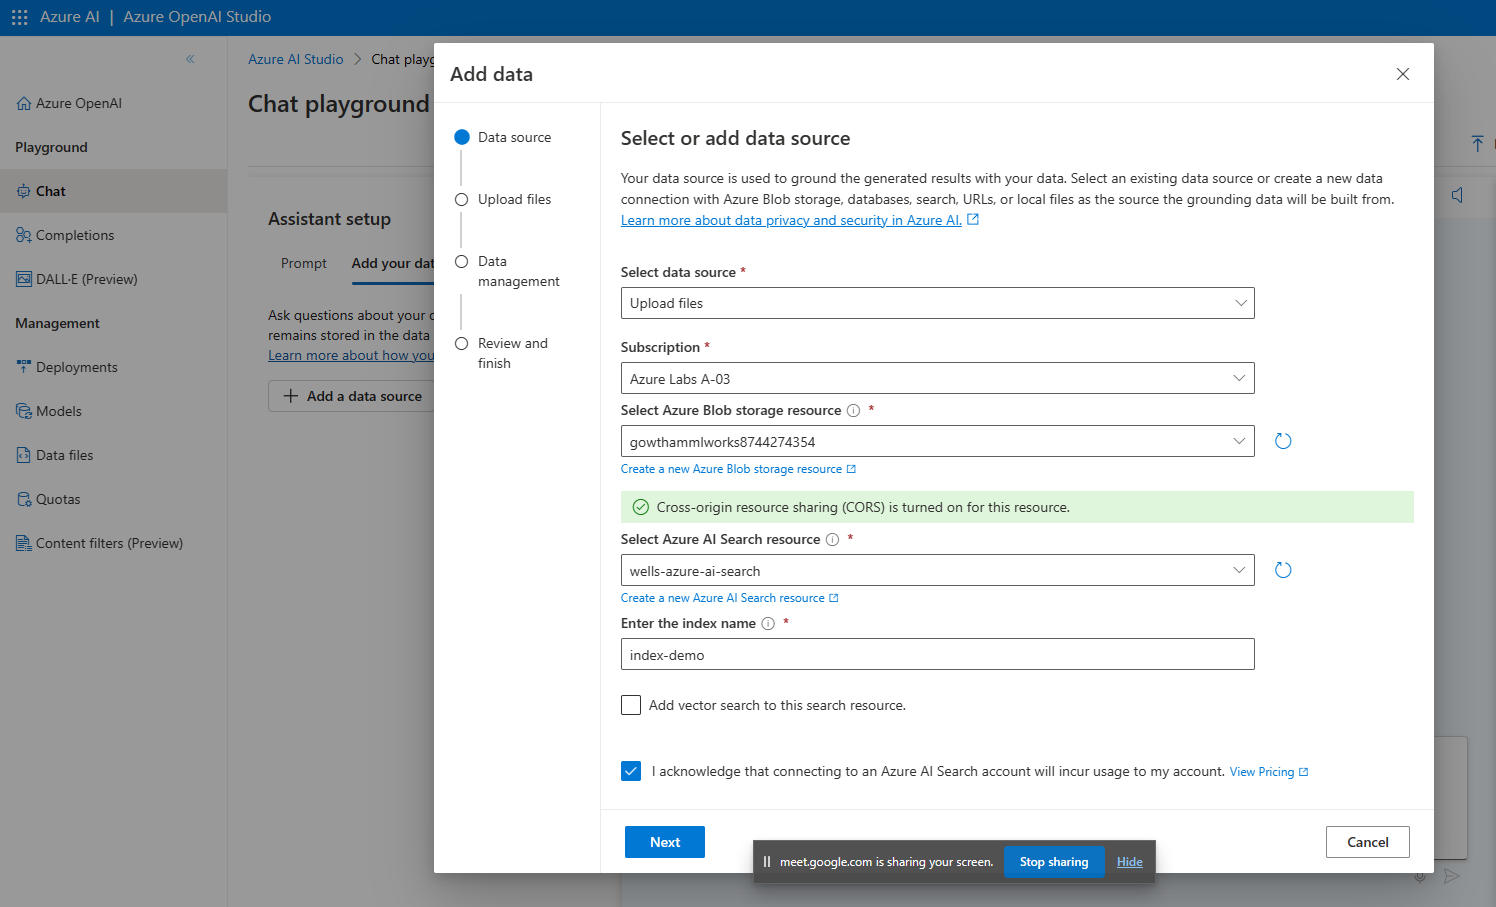 Azure AI | Azure OpenAI Studio
Azure AI Studio > Chat playg
Chat playground
Azure OpenAI
Playground
Chat
Completions
DALL·E (Preview)
Management
Deployments
Models
Data files
Quotas
Content filters (Preview)
Assistant setup
Prompt
Add your dat
Ask questions about your
remains stored in the data
Learn more about how you
Add a data source
Add data
Data source
Upload files
Data
management
Review and
finish
Select or add data source
Your data source is used to ground the generated results with your data. Select an existing data source or create a new data
connection with Azure Blob storage, databases, search, URLs, or local files as the source the grounding data will be built from.
Learn more about data privacy and security in Azure AI.
Select data source *
Upload files
Subscription *
Azure Labs A-03
Select Azure Blob storage resource *
gowthammlworks8744274354
Create a new Azure Blob storage resource
Cross-origin resource sharing (CORS) is turned on for this resource.
Select Azure AI Search resource *
wells-azure-ai-search
Create a new Azure AI Search resource
Enter the index name *
index-demo
Add vector search to this search resource.
I acknowledge that connecting to an Azure AI Search account will incur usage to my account. View Pricing
Next
Cancel
meet.google.com is sharing your screen.
Stop sharing
Hide